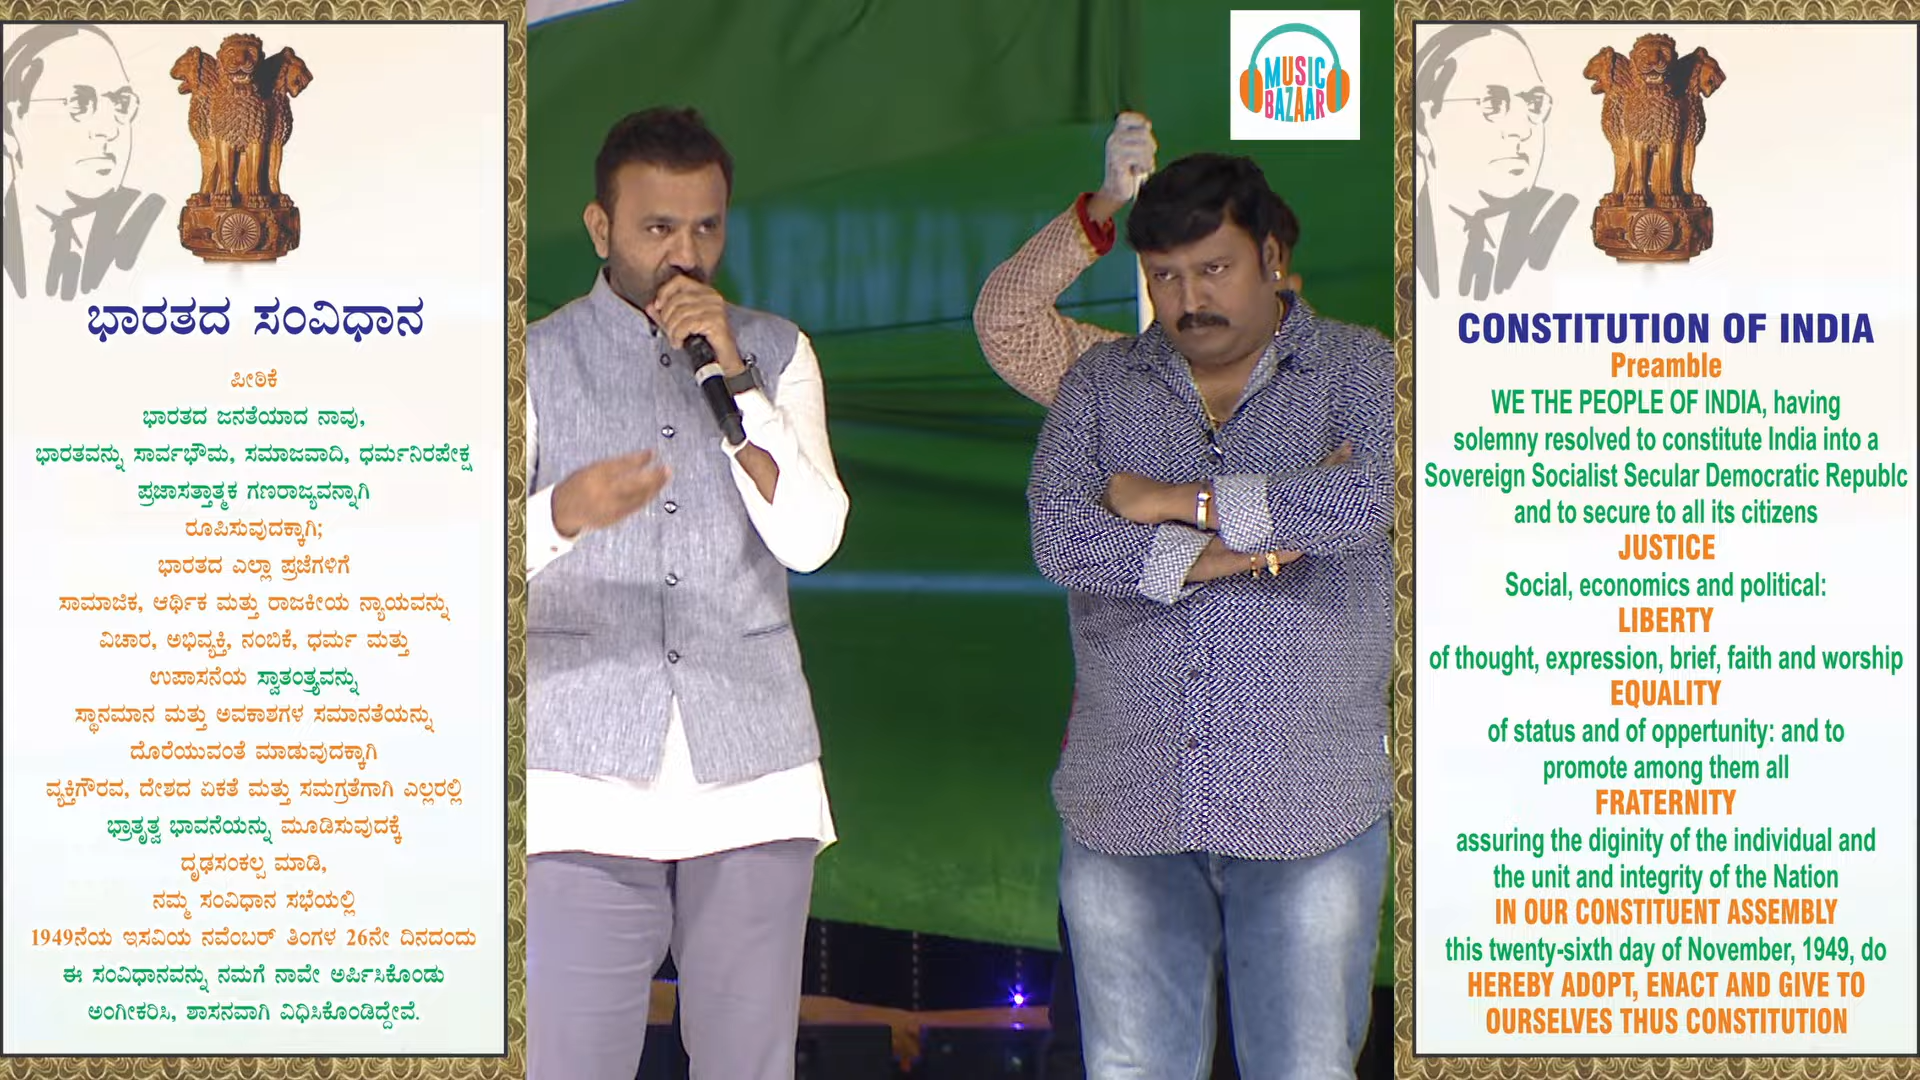 ಭಾರತದ ಸಂವಿಧಾನ
ಪೀಠಿಕೆ
ಭಾರತದ ಜನತೆಯಾದ ನಾವು,
ಭಾರತವನ್ನು ಸಾರ್ವಭೌಮ, ಸಮಾಜವಾದಿ, ಧರ್ಮನಿರಪೇಕ್ಷ
ಪ್ರಜಾಸತ್ತಾತ್ಮಕ ಗಣರಾಜ್ಯವನ್ನಾಗಿ
ರೂಪಿಸುವುದಕ್ಕಾಗಿ;
ಭಾರತದ ಎಲ್ಲಾ ಪ್ರಜೆಗಳಿಗೆ
ಸಾಮಾಜಿಕ, ಆರ್ಥಿಕ ಮತ್ತು ರಾಜಕೀಯ ನ್ಯಾಯವನ್ನು
ವಿಚಾರ, ಅಭಿವ್ಯಕ್ತಿ, ನಂಬಿಕೆ, ಧರ್ಮ ಮತ್ತು
ಉಪಾಸನೆಯ ಸ್ವಾತಂತ್ರ್ಯವನ್ನು
ಸ್ಥಾನಮಾನ ಮತ್ತು ಅವಕಾಶಗಳ ಸಮಾನತೆಯನ್ನು
ದೊರೆಯುವಂತೆ ಮಾಡುವುದಕ್ಕಾಗಿ
ವ್ಯಕ್ತಿಗೌರವ, ದೇಶದ ಏಕತೆ ಮತ್ತು ಸಮಗ್ರತೆಗಾಗಿ ಎಲ್ಲರಲ್ಲಿ
ಭ್ರಾತೃತ್ವ ಭಾವನೆಯನ್ನು ಮೂಡಿಸುವುದಕ್ಕೆ
ದೃಢಸಂಕಲ್ಪ ಮಾಡಿ,
ನಮ್ಮ ಸಂವಿಧಾನ ಸಭೆಯಲ್ಲಿ
1949ನೆಯ ಇಸವಿಯ ನವೆಂಬರ್ ತಿಂಗಳ 26ನೇ ದಿನದಂದು
ಈ ಸಂವಿಧಾನವನ್ನು ನಮಗೆ ನಾವೇ ಅರ್ಪಿಸಿಕೊಂಡು
ಅಂಗೀಕರಿಸಿ, ಶಾಸನವಾಗಿ ವಿಧಿಸಿಕೊಂಡಿದ್ದೇವೆ.
MUSIC
BAZAAR
CONSTITUTION OF INDIA
Preamble
WE THE PEOPLE OF INDIA, having
solemny resolved to constitute India into a
Sovereign Socialist Secular Democratic Republc
and to secure to all its citizens
JUSTICE
Social, economics and political:
LIBERTY
of thought, expression, brief, faith and worship
EQUALITY
of status and of oppertunity: and to
promote among them all
FRATERNITY
assuring the diginity of the individual and
the unit and integrity of the Nation
IN OUR CONSTITUENT ASSEMBLY
this twenty-sixth day of November, 1949, do
HEREBY ADOPT, ENACT AND GIVE TO
OURSELVES THUS CONSTITUTION